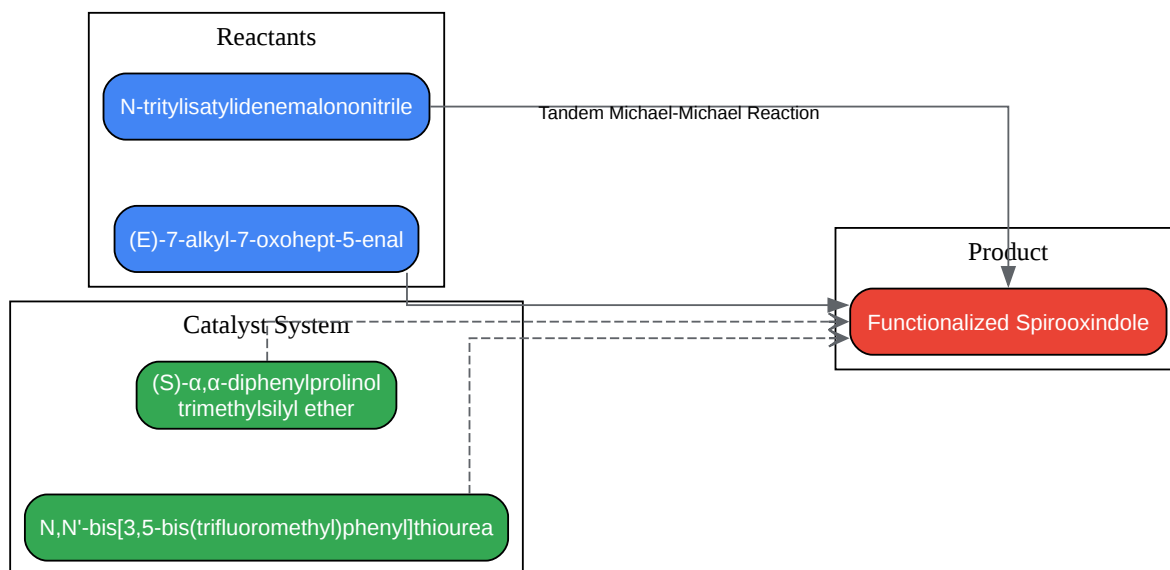 Reactants
N-tritylisatylidenemalononitrile
Tandem Michael-Michael Reaction
(E)-7-alkyl-7-oxohept-5-enal
Product
Functionalized Spirooxindole
Catalyst System
(S)-α,α-diphenylprolinol
trimethylsilyl ether
N,N'-bis[3,5-bis(trifluoromethyl)phenyl]thiourea